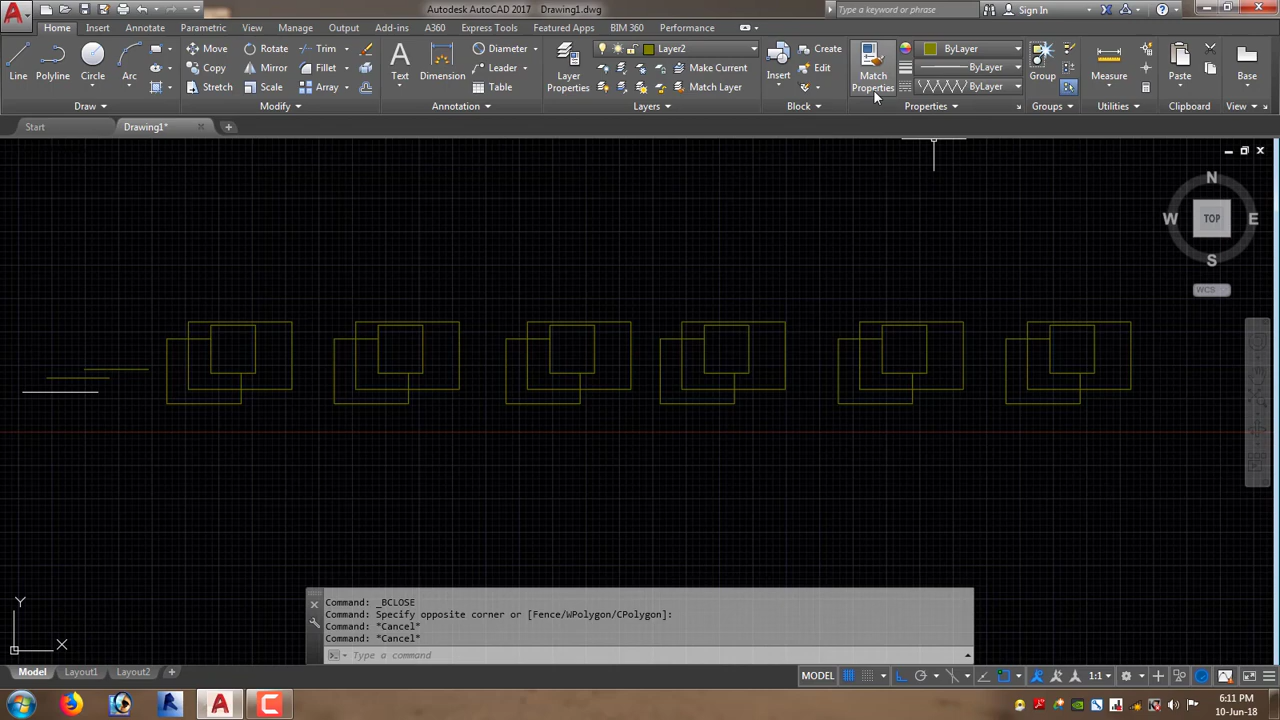 Autodesk AutoCAD 2017 Drawing1.dwg
Type a keyword or phrase
Sign In
Home Insert Annotate Parametric View Manage Output Add-ins A360 Express Tools Featured Apps BIM 360 Performance
Line Polyline Circle Arc
Move Rotate Trim
Copy Mirror Fillet
Stretch Scale Array
Text Dimension
Diameter
Leader
Table
Layer Properties
Layer2
Make Current
Match Layer
Insert
Create
Edit
Match Properties
ByLayer
ByLayer
ByLayer
Group
Measure
Paste
Base
Draw Modify Annotation Layers Block Properties Groups Utilities Clipboard View
Start Drawing1*
N
W TOP E
S
WCS
Command: _BCLOSE
Command: Specify opposite corner or [Fence/WPolygon/CPolygon]:
Command: *Cancel*
Command: *Cancel*
Type a command
Y
X
Model Layout1 Layout2
MODEL 1:1
6:11 PM
10-Jun-18